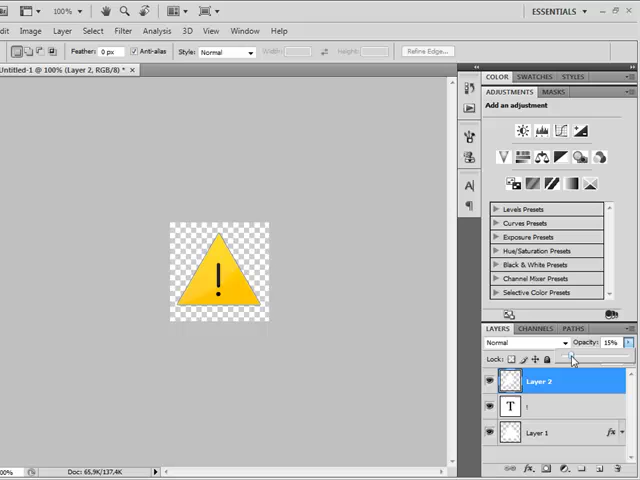 100%
ESSENTIALS
Image Layer Select Filter Analysis 3D View Window Help
Feather: 0 px Anti-alias Style: Normal Width: Height: Refine Edge...
Untitled-1 @ 100% (Layer 2, RGB/8) *
COLOR SWATCHES STYLES
ADJUSTMENTS MASKS
Add an adjustment
Levels Presets
Curves Presets
Exposure Presets
Hue/Saturation Presets
Black & White Presets
Channel Mixer Presets
Selective Color Presets
!
LAYERS CHANNELS PATHS
Normal Opacity: 15%
Lock:
Layer 2
T !
Layer 1 fx
Doc: 65,9K/137,4K